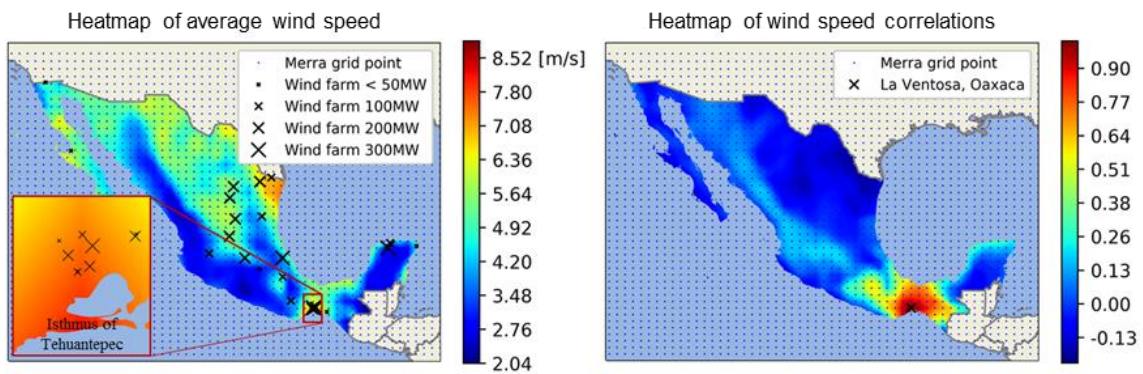 Heatmap of average wind speed
Merra grid point
Wind farm < 50MW
Wind farm 100MW
Wind farm 200MW
Wind farm 300MW
Isthmus of
Tehuantepec
8.52 [m/s]
7.80
7.08
6.36
5.64
4.92
4.20
3.48
2.76
2.04
Heatmap of wind speed correlations
Merra grid point
La Ventosa, Oaxaca
0.90
0.77
0.64
0.52
0.39
0.26
0.13
0.00
-0.13